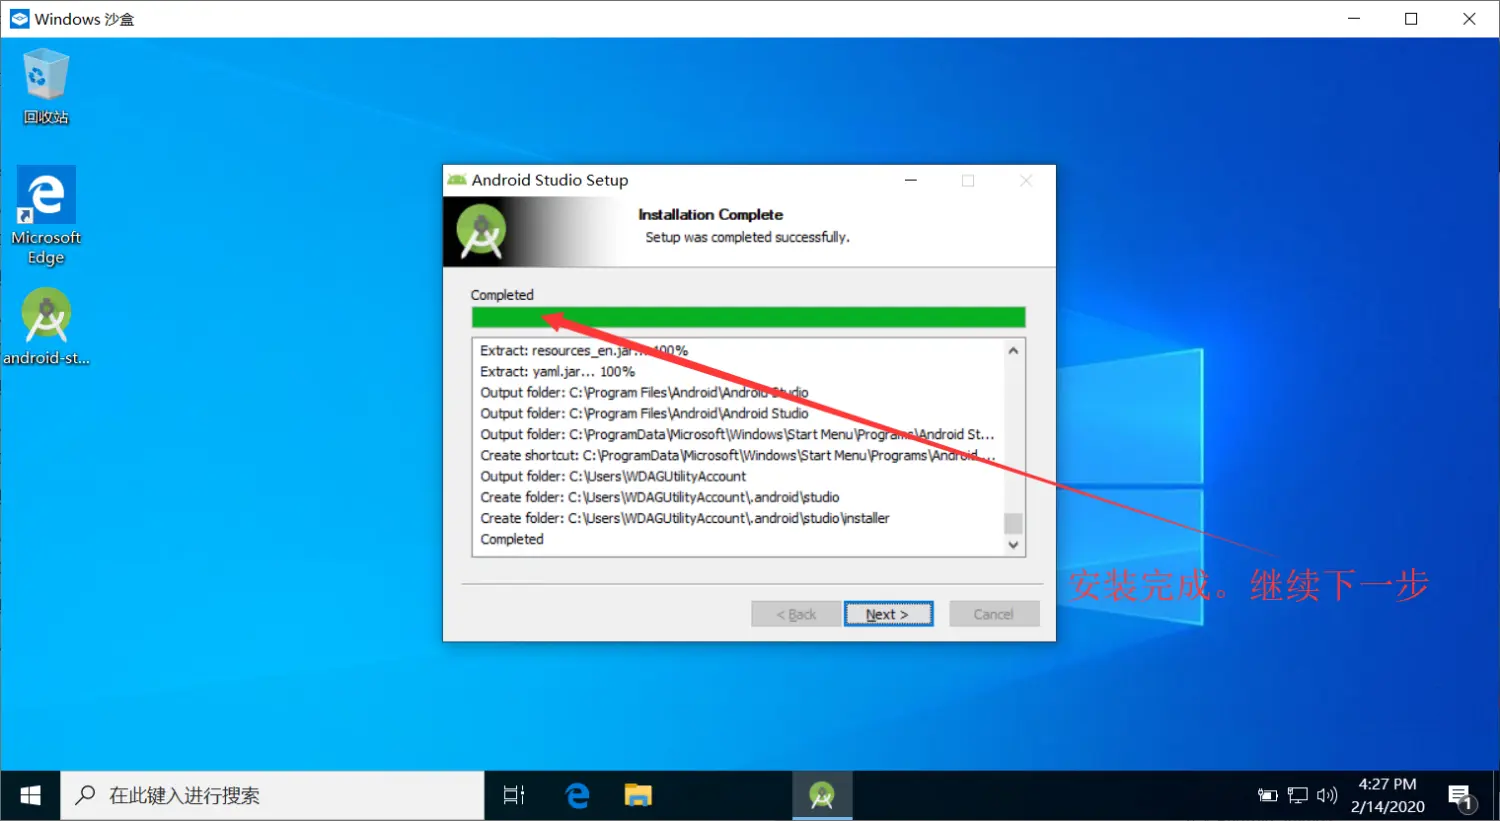 Windows 沙盒
回收站
Microsoft
Edge
android-st...
Android Studio Setup
Installation Complete
Setup was completed successfully.
Completed
Extract: resources_en.jar... 100%
Extract: yaml.jar... 100%
Output folder: C:\Program Files\Android\Android Studio
Output folder: C:\Program Files\Android\Android Studio
Output folder: C:\ProgramData\Microsoft\Windows\Start Menu\Programs\Android St...
Create shortcut: C:\ProgramData\Microsoft\Windows\Start Menu\Programs\Android ...
Output folder: C:\Users\WDAGUtilityAccount
Create folder: C:\Users\WDAGUtilityAccount\.android\studio
Create folder: C:\Users\WDAGUtilityAccount\.android\studio\installer
Completed
安装完成。继续下一步
< Back
Next >
Cancel
在此键入进行搜索
4:27 PM
2/14/2020
1